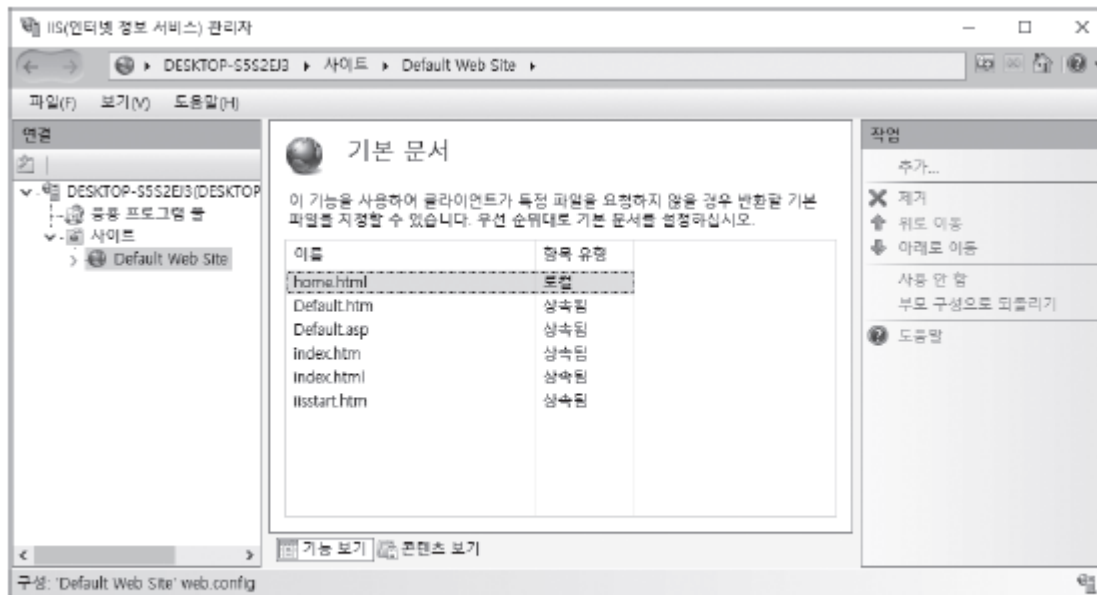 IIS(인터넷 정보 서비스) 관리자
DESKTOP-S5S2EJ3 ▸ 사이트 ▸ Default Web Site ▸
파일(F) 보기(V) 도움말(H)
연결
DESKTOP-S5S2EJ3(DESKTOP
응용 프로그램 풀
사이트
Default Web Site
기본 문서
이 기능을 사용하여 클라이언트가 특정 파일을 요청하지 않을 경우 반환할 기본
파일을 지정할 수 있습니다. 우선 순위대로 기본 문서를 설정하십시오.
이름 항목 유형
home.html 로컬
Default.htm 상속됨
Default.asp 상속됨
index.htm 상속됨
index.html 상속됨
iisstart.htm 상속됨
기능 보기 콘텐츠 보기
작업
추가...
제거
위로 이동
아래로 이동
사용 안 함
부모 구성으로 되돌리기
도움말
구성: 'Default Web Site' web.config